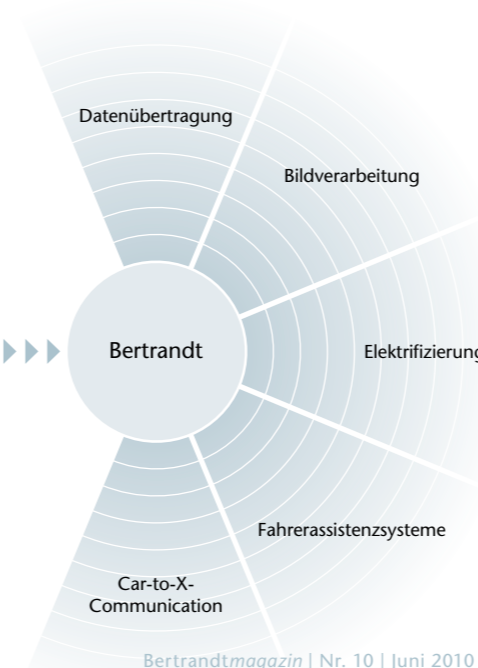 Datenübertragung
Bildverarbeitung
Bertrandt
Elektrifizierung
Fahrerassistenzsysteme
Car-to-X-
Communication
Bertrandtmagazin | Nr. 10 | Juni 2010